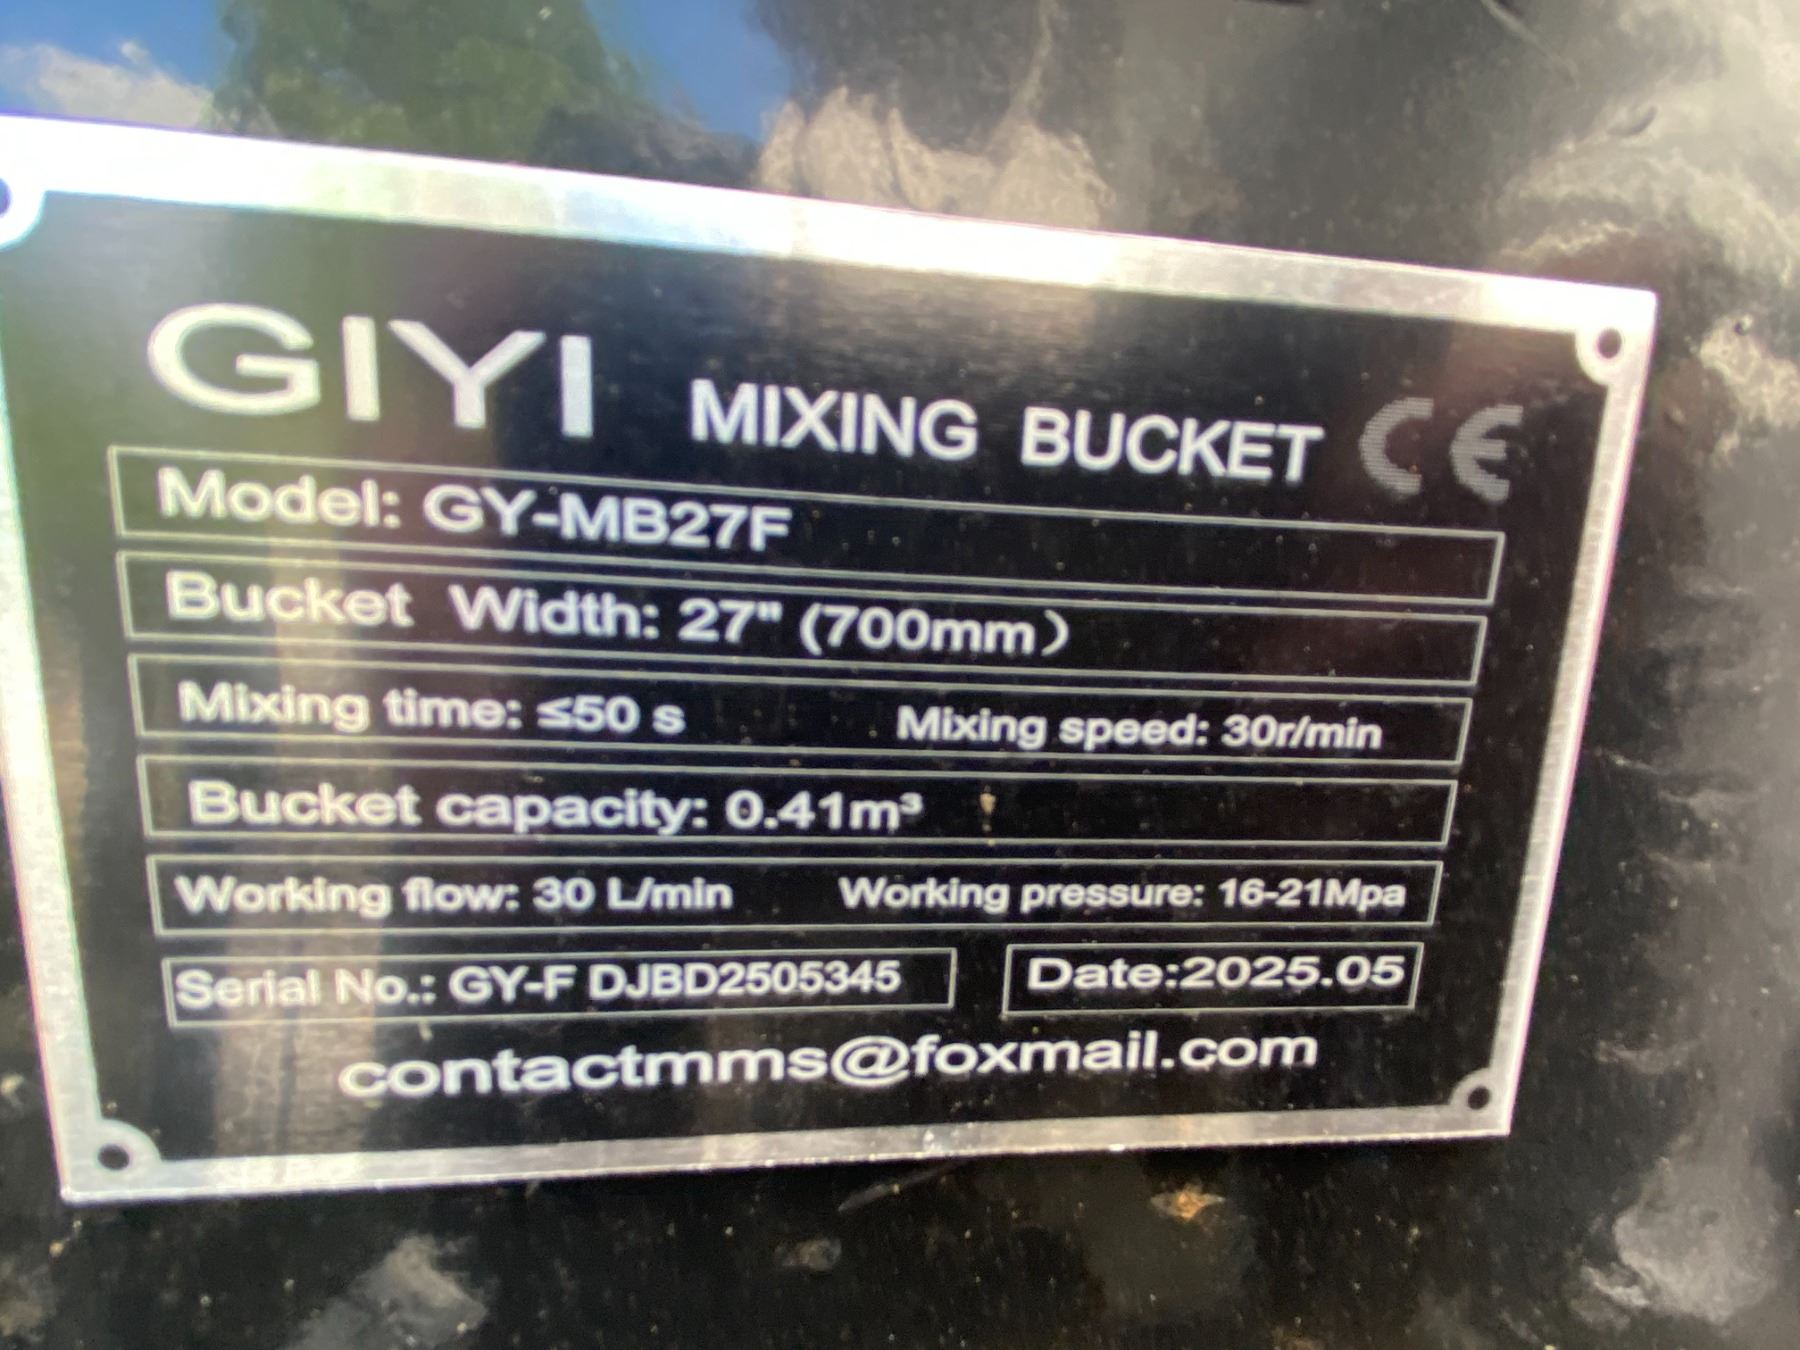 GIYI MIXING BUCKET CE
Model: GY-MB27F
Bucket Width: 27" (700mm)
Mixing time: ≤50 s Mixing speed: 30r/min
Bucket capacity: 0.41m³
Working flow: 30 L/min Working pressure: 16-21Mpa
Serial No.: GY-F DJBD2505345 Date:2025.05
contactmms@foxmail.com